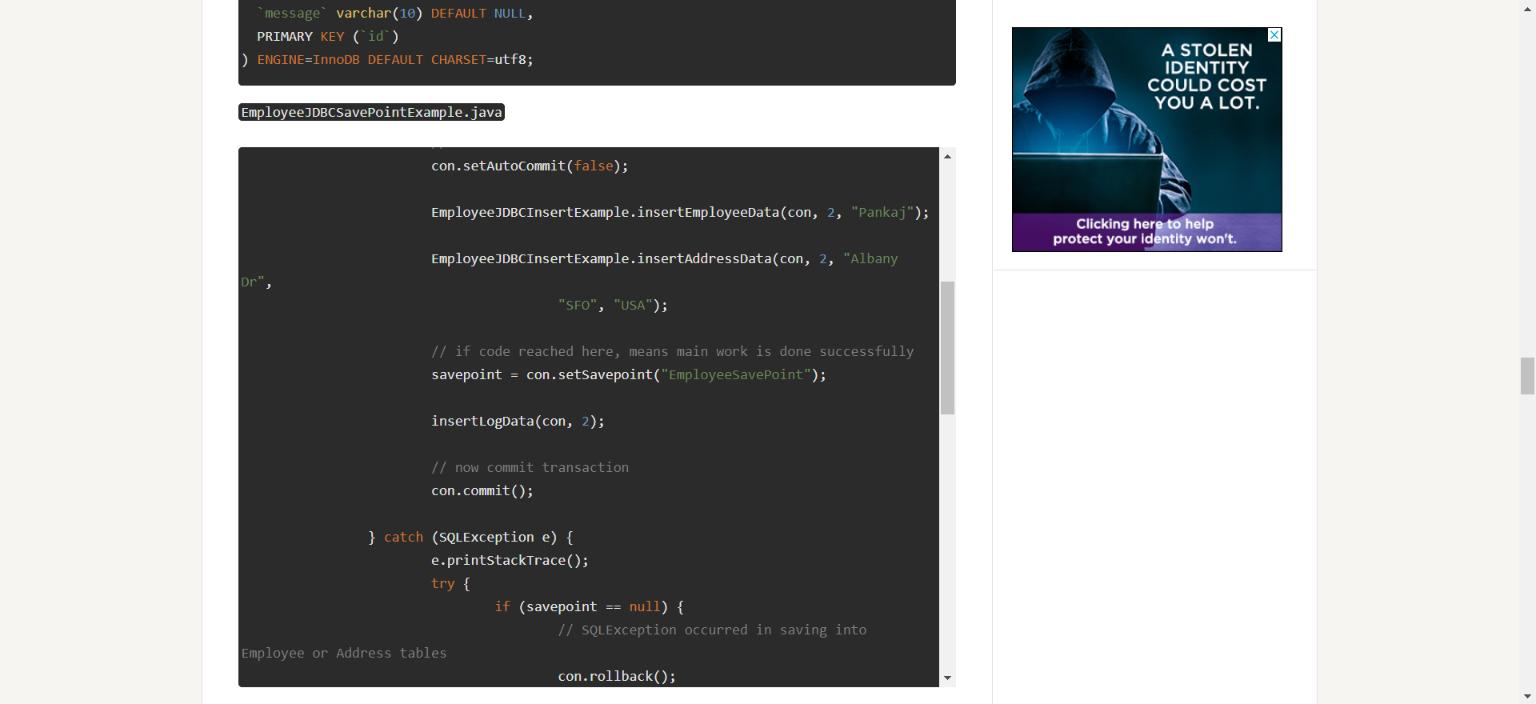 `message` varchar(10) DEFAULT NULL,
PRIMARY KEY (`id`)
) ENGINE=InnoDB DEFAULT CHARSET=utf8;
EmployeeJDBCSavePointExample.java
con.setAutoCommit(false);
EmployeeJDBCInsertExample.insertEmployeeData(con, 2, "Pankaj");
EmployeeJDBCInsertExample.insertAddressData(con, 2, "Albany
Dr",
"SFO", "USA");
// if code reached here, means main work is done successfully
savepoint = con.setSavepoint("EmployeeSavePoint");
insertLogData(con, 2);
// now commit transaction
con.commit();
} catch (SQLException e) {
e.printStackTrace();
try {
if (savepoint == null) {
// SQLException occurred in saving into
Employee or Address tables
con.rollback();
A STOLEN
IDENTITY
COULD COST
YOU A LOT.
Clicking here to help
protect your identity won't.